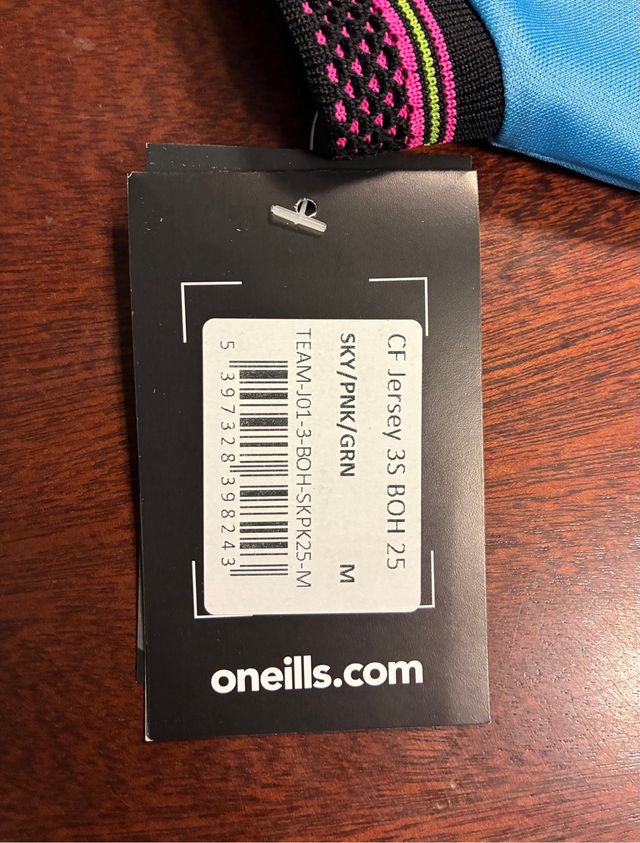 CF Jersey 3S BOH 25
SKY/PNK/GRN M
TEAM-J01-3-BOH-SKPK25-M
5 397328 398243
oneills.com